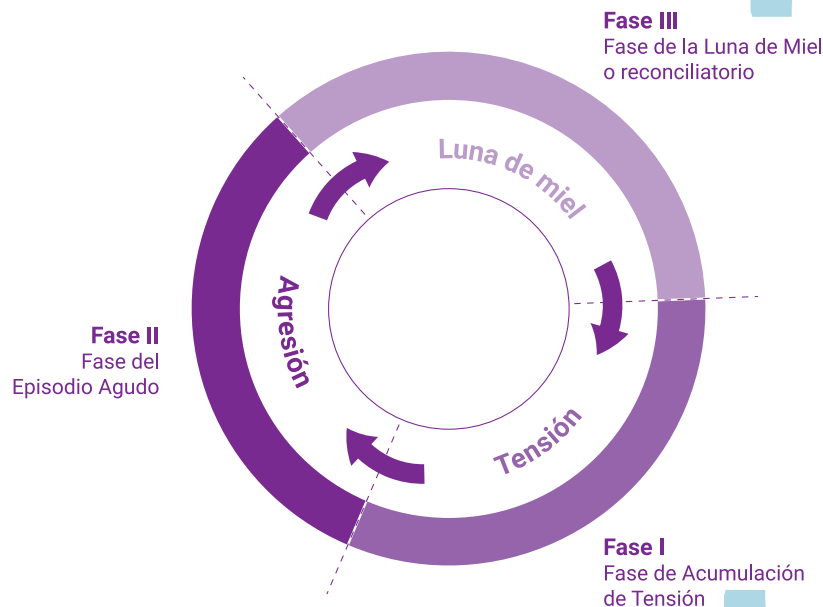 Fase III
Fase de la Luna de Miel
o reconciliatorio
Luna de miel
Agresión
Fase II
Fase del
Episodio Agudo
Tensión
Fase I
Fase de Acumulación
de Tensión